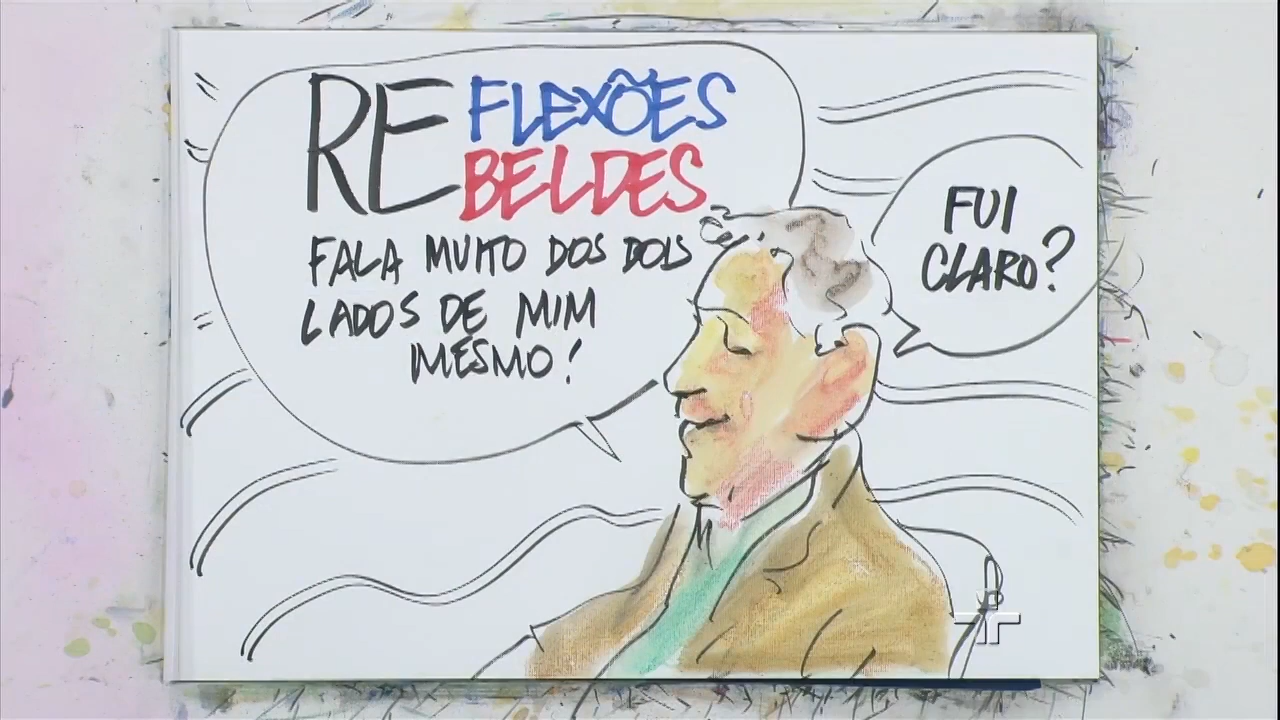 RE FLEXÕES
BELDES
FALA MUITO DOS DOIS
LADOS DE MIM
MESMO!
FUI
CLARO?